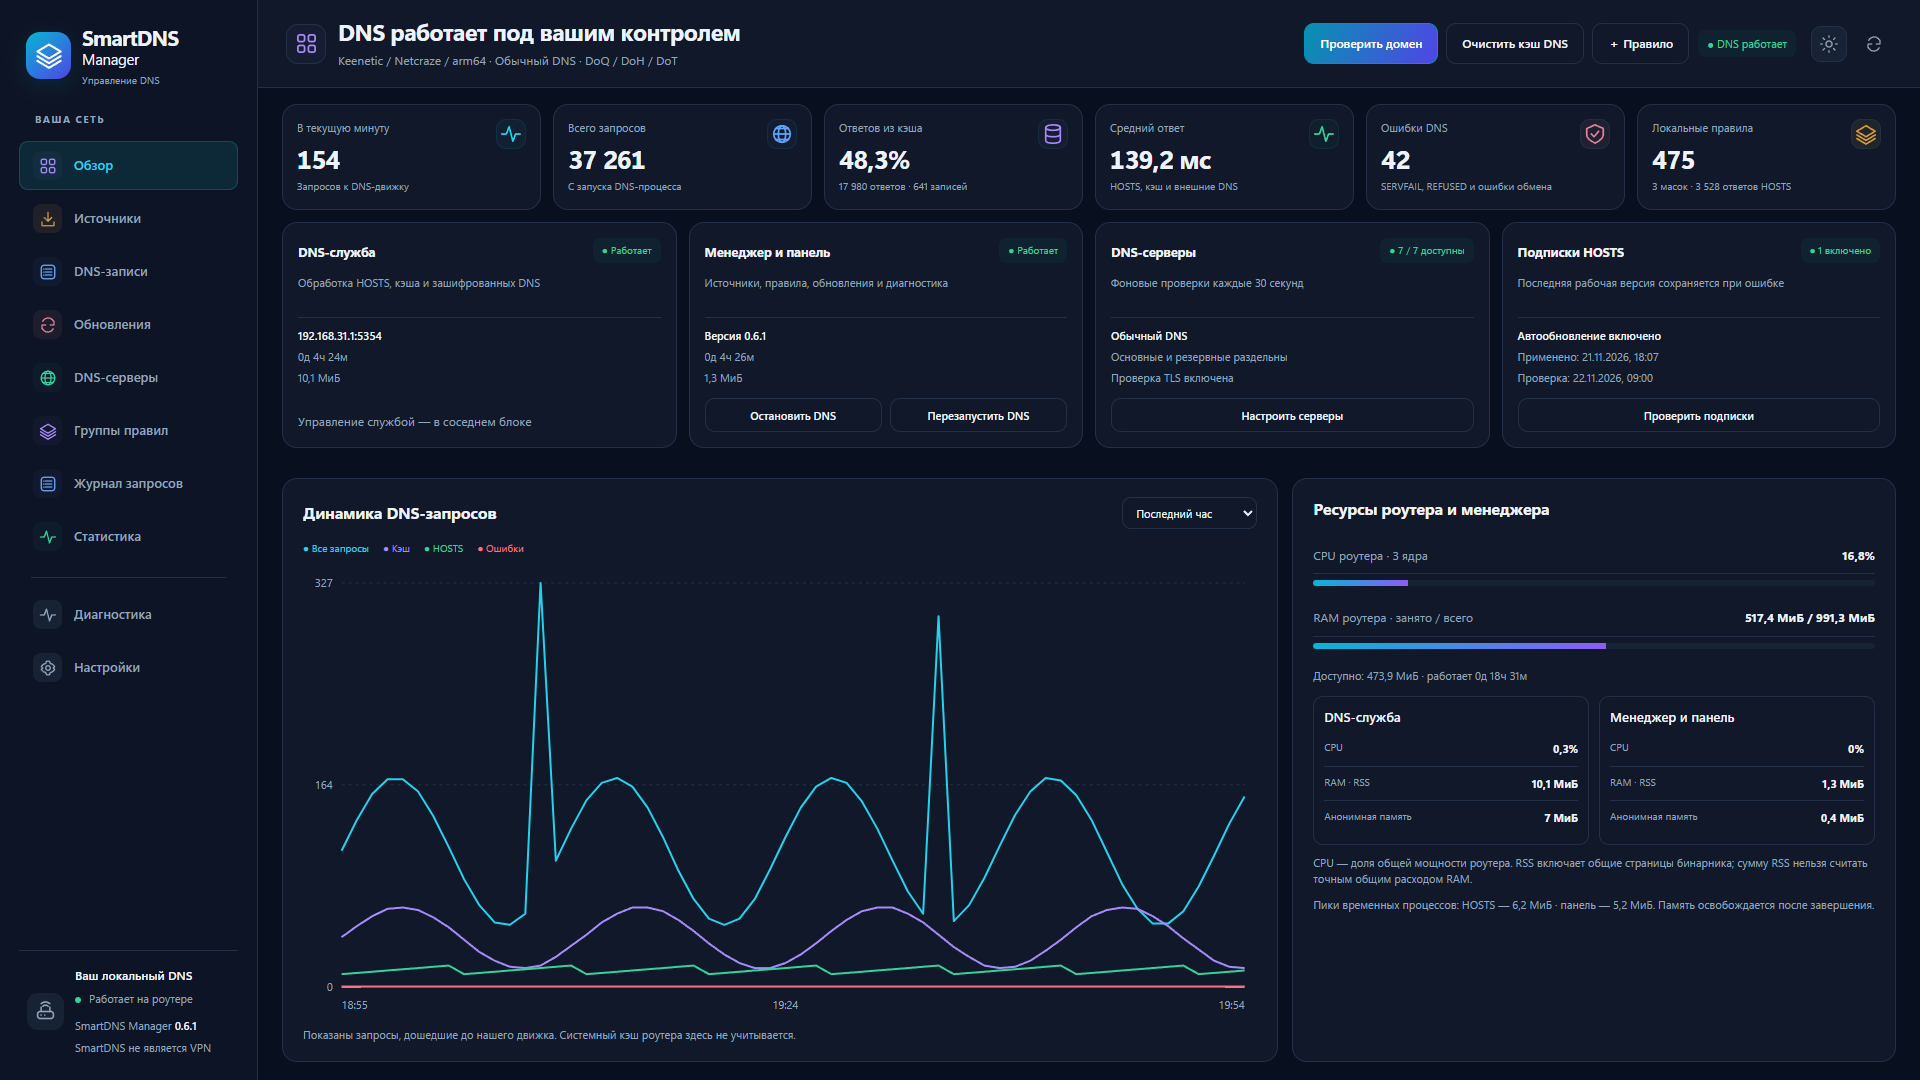 SmartDNS
Manager
Управление DNS
ВАША СЕТЬ
Обзор
Источники
DNS-записи
Обновления
DNS-серверы
Группы правил
Журнал запросов
Статистика
Диагностика
Настройки
Ваш локальный DNS
Работает на роутере
SmartDNS Manager 0.6.1
SmartDNS не является VPN
DNS работает под вашим контролем
Keenetic / Netcraze / arm64 · Обычный DNS · DoQ / DoH / DoT
Проверить домен
Очистить кэш DNS
+ Правило
DNS работает
В текущую минуту
154
Запросов к DNS-движку
Всего запросов
37 261
С запуска DNS-процесса
Ответов из кэша
48,3%
17 980 ответов · 641 записей
Средний ответ
139,2 мс
HOSTS, кэш и внешние DNS
Ошибки DNS
42
SERVFAIL, REFUSED и ошибки обмена
Локальные правила
475
3 масок · 3 528 ответов HOSTS
DNS-служба
Работает
Обработка HOSTS, кэша и зашифрованных DNS
192.168.31.1:5354
0д 4ч 24м
10,1 МиБ
Управление службой — в соседнем блоке
Менеджер и панель
Работает
Источники, правила, обновления и диагностика
Версия 0.6.1
0д 4ч 26м
1,3 МиБ
Остановить DNS
Перезапустить DNS
DNS-серверы
7 / 7 доступны
Фоновые проверки каждые 30 секунд
Обычный DNS
Основные и резервные раздельны
Проверка TLS включена
Настроить серверы
Подписки HOSTS
1 включено
Последняя рабочая версия сохраняется при ошибке
Автообновление включено
Применено: 21.11.2026, 18:07
Проверка: 22.11.2026, 09:00
Проверить подписки
Динамика DNS-запросов
Последний час
Все запросы
Кэш
HOSTS
Ошибки
327
164
0
18:55
19:24
19:54
Показаны запросы, дошедшие до нашего движка. Системный кэш роутера здесь не учитывается.
Ресурсы роутера и менеджера
CPU роутера · 3 ядра
16,8%
RAM роутера · занято / всего
517,4 МиБ / 991,3 МиБ
Доступно: 473,9 МиБ · работает 0д 18ч 31м
DNS-служба
CPU
0,3%
RAM · RSS
10,1 МиБ
Анонимная память
7 МиБ
Менеджер и панель
CPU
0%
RAM · RSS
1,3 МиБ
Анонимная память
0,4 МиБ
CPU — доля общей мощности роутера. RSS включает общие страницы бинарника; сумму RSS нельзя считать
точным общим расходом RAM.
Пики временных процессов: HOSTS — 6,2 МиБ · панель — 5,2 МиБ. Память освобождается после завершения.